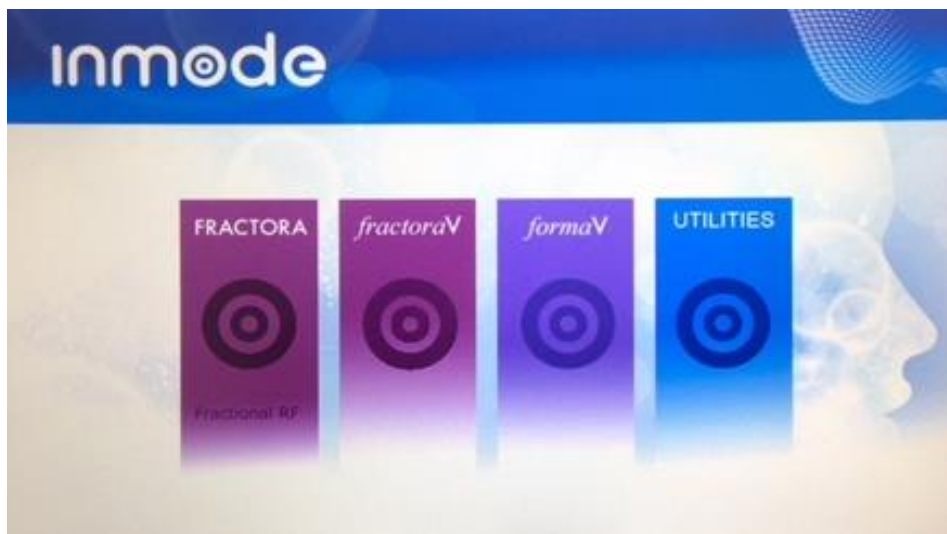 inmode
FRACTORA
fractoraV
formaV
UTILITIES
Fractional RF